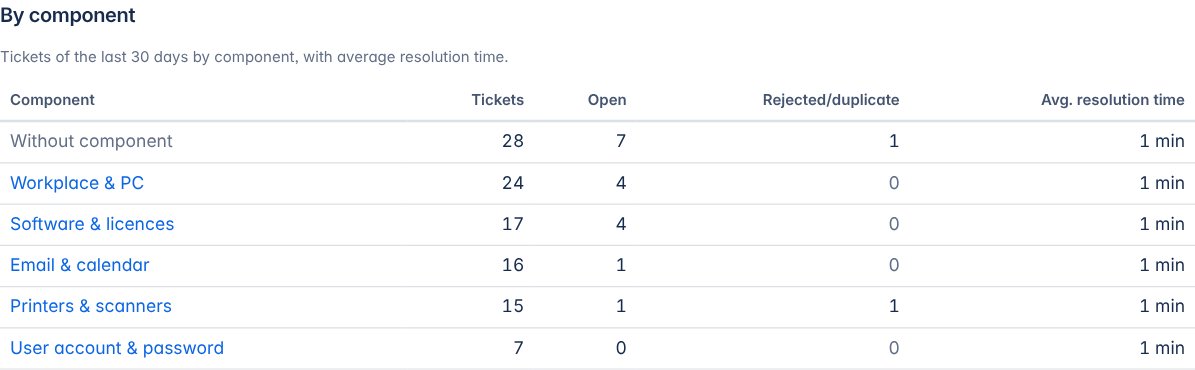 By component
Tickets of the last 30 days by component, with average resolution time.
Component Tickets Open Rejected/duplicate Avg. resolution time
Without component 28 7 1 1 min
Workplace & PC 24 4 0 1 min
Software & licences 17 4 0 1 min
Email & calendar 16 1 0 1 min
Printers & scanners 15 1 1 1 min
User account & password 7 0 0 1 min